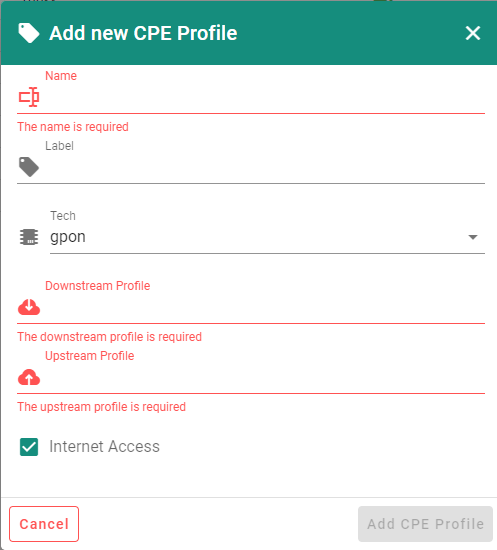 Add new CPE Profile
Name
The name is required
Label
Tech
gpon
Downstream Profile
The downstream profile is required
Upstream Profile
The upstream profile is required
Internet Access
Cancel
Add CPE Profile